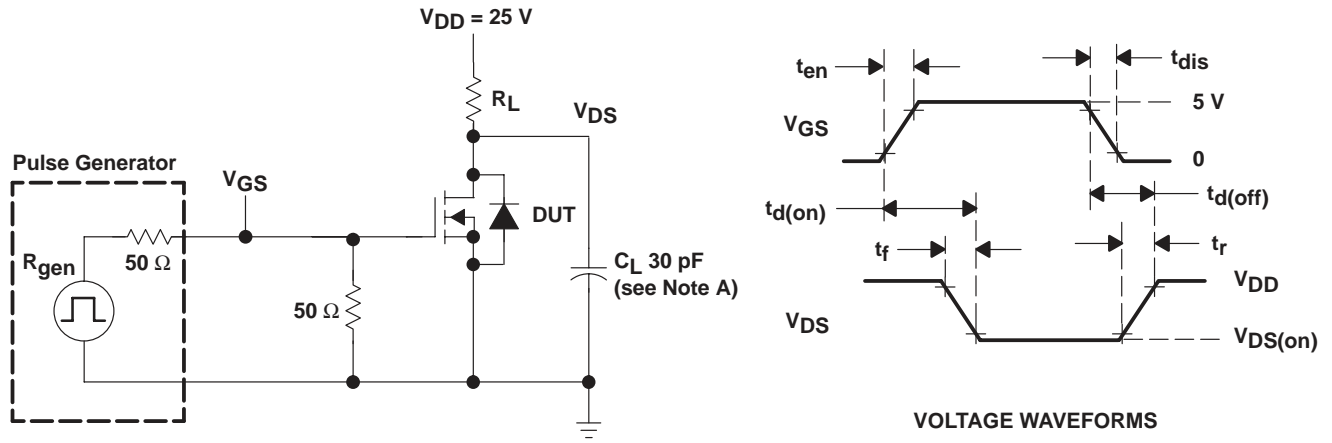 VDD = 25 V
RL
VDS
Pulse Generator
VGS
DUT
Rgen
50 Ω
50 Ω
CL 30 pF
(see Note A)
ten
tdis
5 V
VGS
0
td(on)
td(off)
tf
tr
VDD
VDS
VDS(on)
VOLTAGE WAVEFORMS